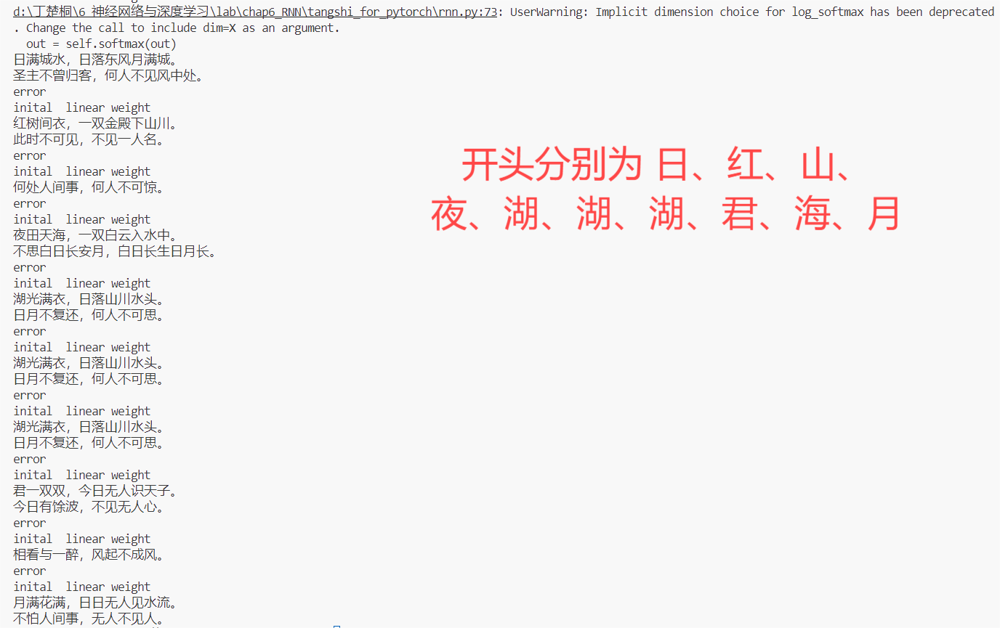 d:\丁楚桐\6 神经网络与深度学习\lab\chap6_RNN\tangshi_for_pytorch\rnn.py:73: UserWarning: Implicit dimension choice for log_softmax has been deprecated
. Change the call to include dim=X as an argument.
  out = self.softmax(out)
日满城水，日落东风月满城。
圣主不曾归客，何人不见风中处。
error
inital  linear weight
红树间衣，一双金殿下山川。
此时不可见，不见一人名。
error
inital  linear weight
何处人间事，何人不可惊。
error
inital  linear weight
夜田天海，一双白云入水中。
不思白日长安月，白日长生日月长。
error
inital  linear weight
湖光满衣，日落山川水头。
日月不复还，何人不可思。
error
inital  linear weight
湖光满衣，日落山川水头。
日月不复还，何人不可思。
error
inital  linear weight
湖光满衣，日落山川水头。
日月不复还，何人不可思。
error
inital  linear weight
君一双双，今日无人识天子。
今日有馀波，不见无人心。
error
inital  linear weight
相看与一醉，风起不成风。
error
inital  linear weight
月满花满，日日无人见水流。
不怕人间事，无人不见人。
开头分别为 日、红、山、
夜、湖、湖、湖、君、海、月